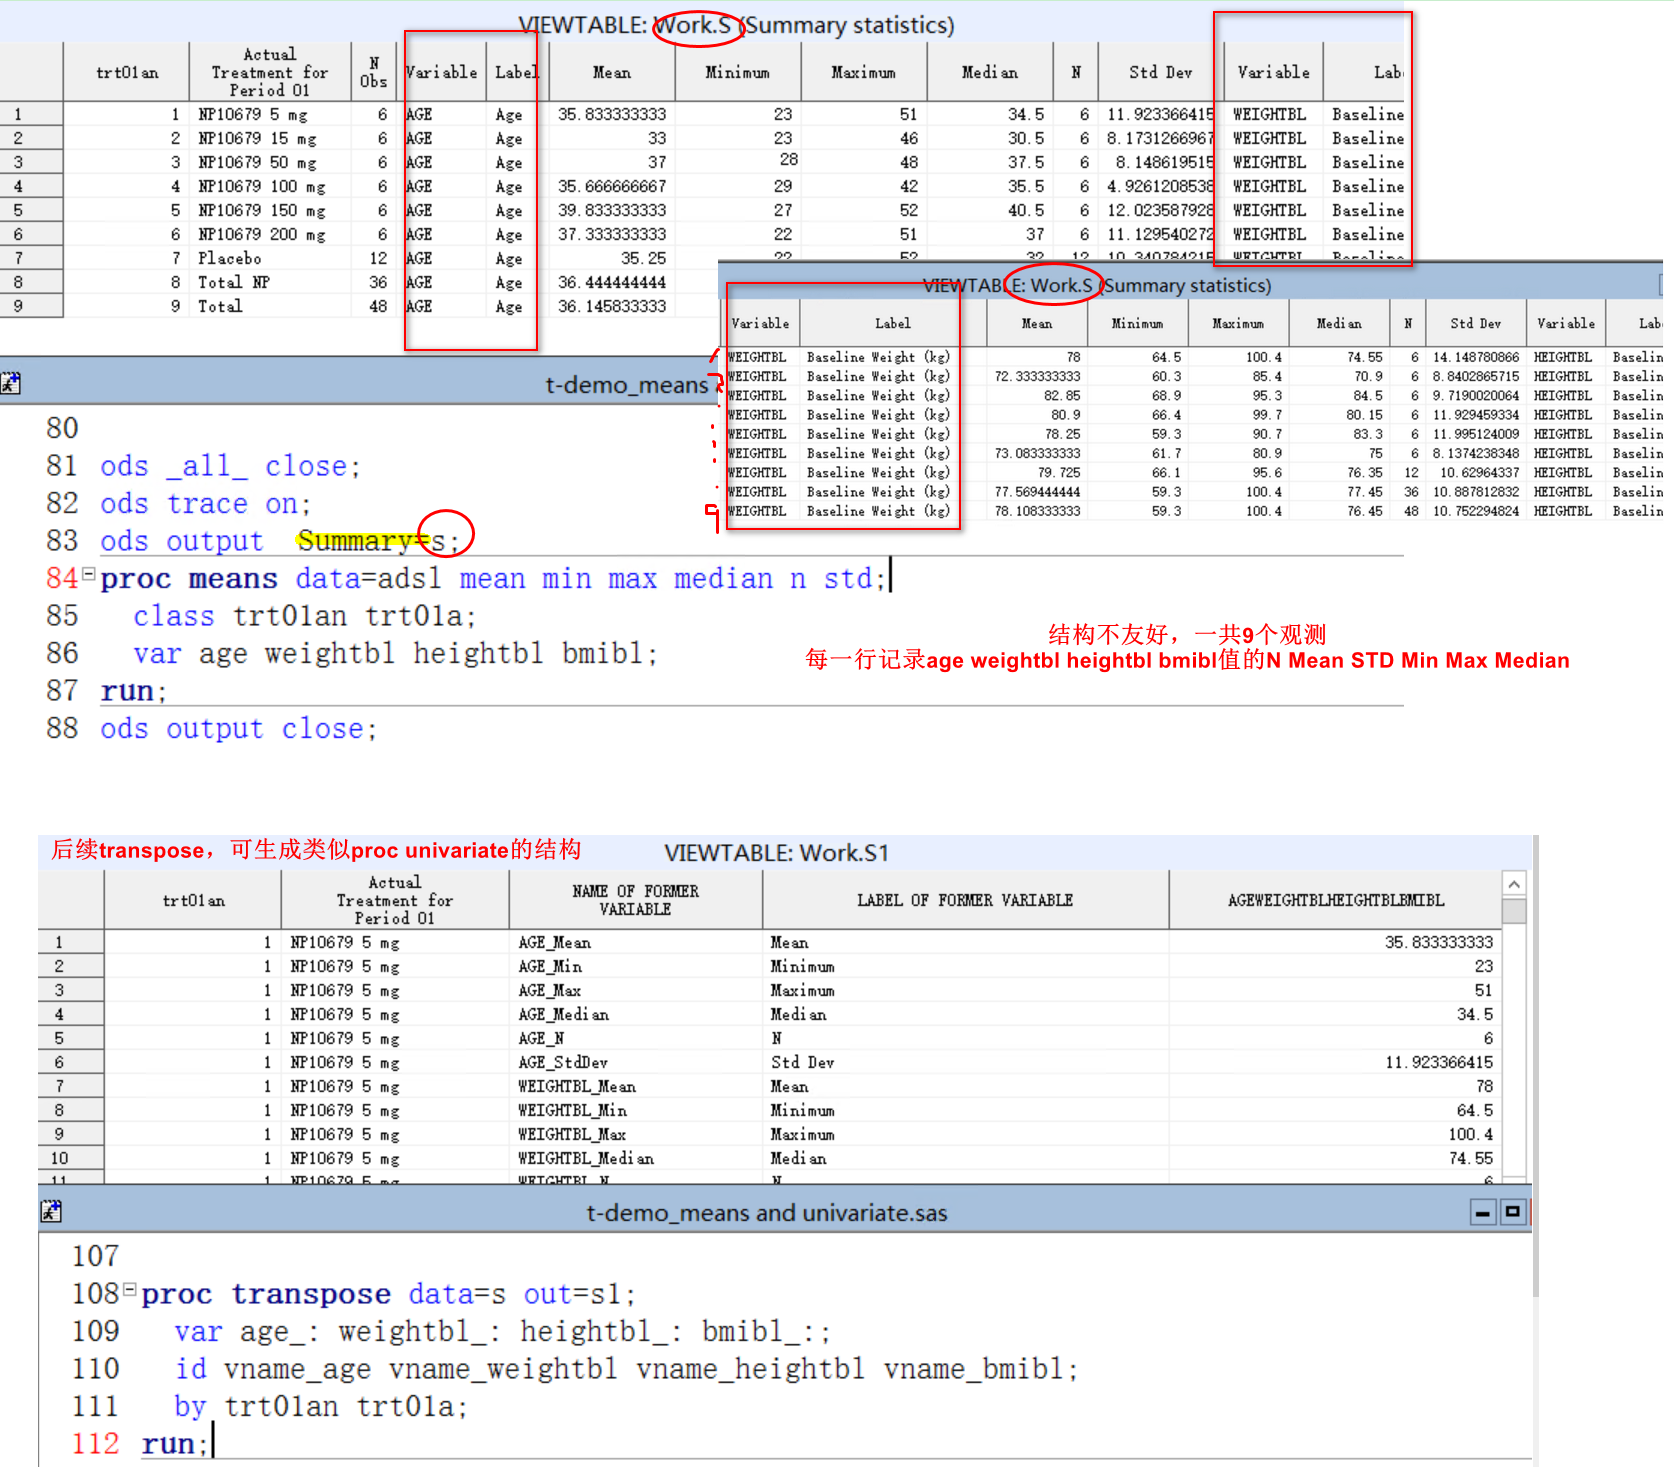 VIEWTABLE: Work.S (Summary statistics)
trt01an Actual Treatment for Period 01 N Obs Variable Label Mean Minimum Maximum Median N Std Dev Variable Lab
1 1 NP10679 5 mg 6 AGE Age 35.833333333 23 51 34.5 6 11.923366415 WEIGHTBL Baseline
2 2 NP10679 15 mg 6 AGE Age 33 23 46 30.5 6 8.1731266967 WEIGHTBL Baseline
3 3 NP10679 50 mg 6 AGE Age 37 28 48 37.5 6 8.148619515 WEIGHTBL Baseline
4 4 NP10679 100 mg 6 AGE Age 35.666666667 29 42 35.5 6 4.9261208538 WEIGHTBL Baseline
5 5 NP10679 150 mg 6 AGE Age 39.833333333 27 52 40.5 6 12.023587928 WEIGHTBL Baseline
6 6 NP10679 200 mg 6 AGE Age 37.333333333 22 51 37 6 11.129540272 WEIGHTBL Baseline
7 7 Placebo 12 AGE Age 35.25 22 52 32 12 10.340784215 WEIGHTBL Baseline
8 8 Total NP 36 AGE Age 36.444444444
9 9 Total 48 AGE Age 36.145833333
VIEWTABLE: Work.S (Summary statistics)
Variable Label Mean Minimum Maximum Median N Std Dev Variable Lab
WEIGHTBL Baseline Weight (kg) 78 64.5 100.4 74.55 6 14.148780866 HEIGHTBL Baselin
WEIGHTBL Baseline Weight (kg) 72.333333333 60.3 85.4 70.9 6 8.8402865715 HEIGHTBL Baselin
WEIGHTBL Baseline Weight (kg) 82.85 68.9 95.3 84.5 6 9.7190020064 HEIGHTBL Baselin
WEIGHTBL Baseline Weight (kg) 80.9 66.4 99.7 80.15 6 11.929459334 HEIGHTBL Baselin
WEIGHTBL Baseline Weight (kg) 78.25 59.3 90.7 83.3 6 11.995124009 HEIGHTBL Baselin
WEIGHTBL Baseline Weight (kg) 73.083333333 61.7 80.9 75 6 8.1374238348 HEIGHTBL Baselin
WEIGHTBL Baseline Weight (kg) 79.725 66.1 95.6 76.35 12 10.62964337 HEIGHTBL Baselin
WEIGHTBL Baseline Weight (kg) 77.569444444 59.3 100.4 77.45 36 10.887812832 HEIGHTBL Baselin
9 WEIGHTBL Baseline Weight (kg) 78.108333333 59.3 100.4 76.45 48 10.752294824 HEIGHTBL Baselin
t-demo_means
80
81 ods _all_ close;
82 ods trace on;
83 ods output Summary=s;
84 proc means data=adsl mean min max median n std;
85 class trt01an trt01a;
86 var age weightbl heightbl bmibl;
87 run;
88 ods output close;
结构不友好，一共9个观测
每一行记录age weightbl heightbl bmibl值的N Mean STD Min Max Median
后续transpose，可生成类似proc univariate的结构
VIEWTABLE: Work.S1
trt01an Actual Treatment for Period 01 NAME OF FORMER VARIABLE LABEL OF FORMER VARIABLE AGEWEIGHTBLHEIGHTBLBMIBL
1 1 NP10679 5 mg AGE_Mean Mean 35.833333333
2 1 NP10679 5 mg AGE_Min Minimum 23
3 1 NP10679 5 mg AGE_Max Maximum 51
4 1 NP10679 5 mg AGE_Median Median 34.5
5 1 NP10679 5 mg AGE_N N 6
6 1 NP10679 5 mg AGE_StdDev Std Dev 11.923366415
7 1 NP10679 5 mg WEIGHTBL_Mean Mean 78
8 1 NP10679 5 mg WEIGHTBL_Min Minimum 64.5
9 1 NP10679 5 mg WEIGHTBL_Max Maximum 100.4
10 1 NP10679 5 mg WEIGHTBL_Median Median 74.55
11 1 NP10679 5 mg WEIGHTBL_N N 6
t-demo_means and univariate.sas
107
108 proc transpose data=s out=s1;
109 var age_: weightbl_: heightbl_: bmibl_:;
110 id vname_age vname_weightbl vname_heightbl vname_bmibl;
111 by trt01an trt01a;
112 run;